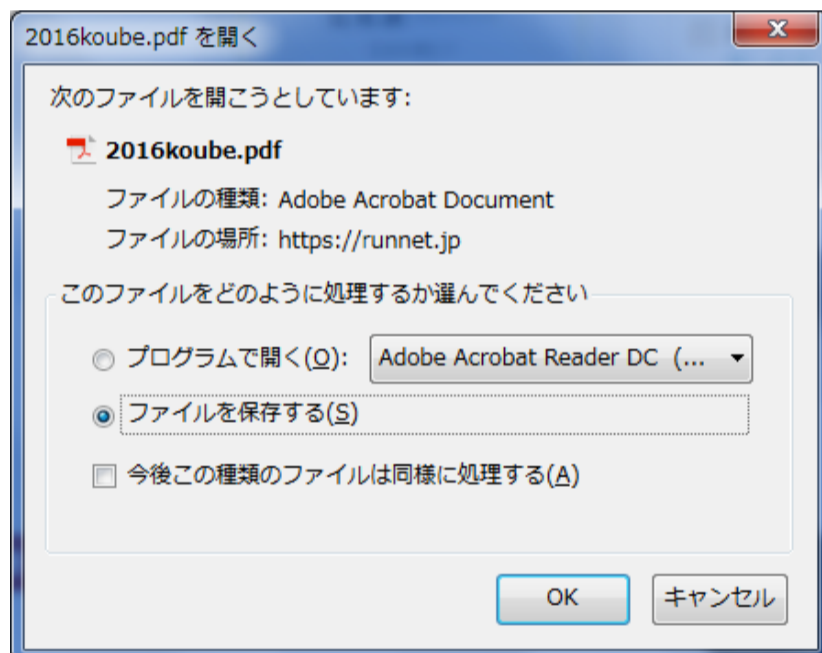 2016koube.pdf を開く
次のファイルを開こうとしています:
2016koube.pdf
ファイルの種類: Adobe Acrobat Document
ファイルの場所: https://runnet.jp
このファイルをどのように処理するか選んでください
プログラムで開く(O): Adobe Acrobat Reader DC (...
ファイルを保存する(S)
今後この種類のファイルは同様に処理する(A)
OK キャンセル